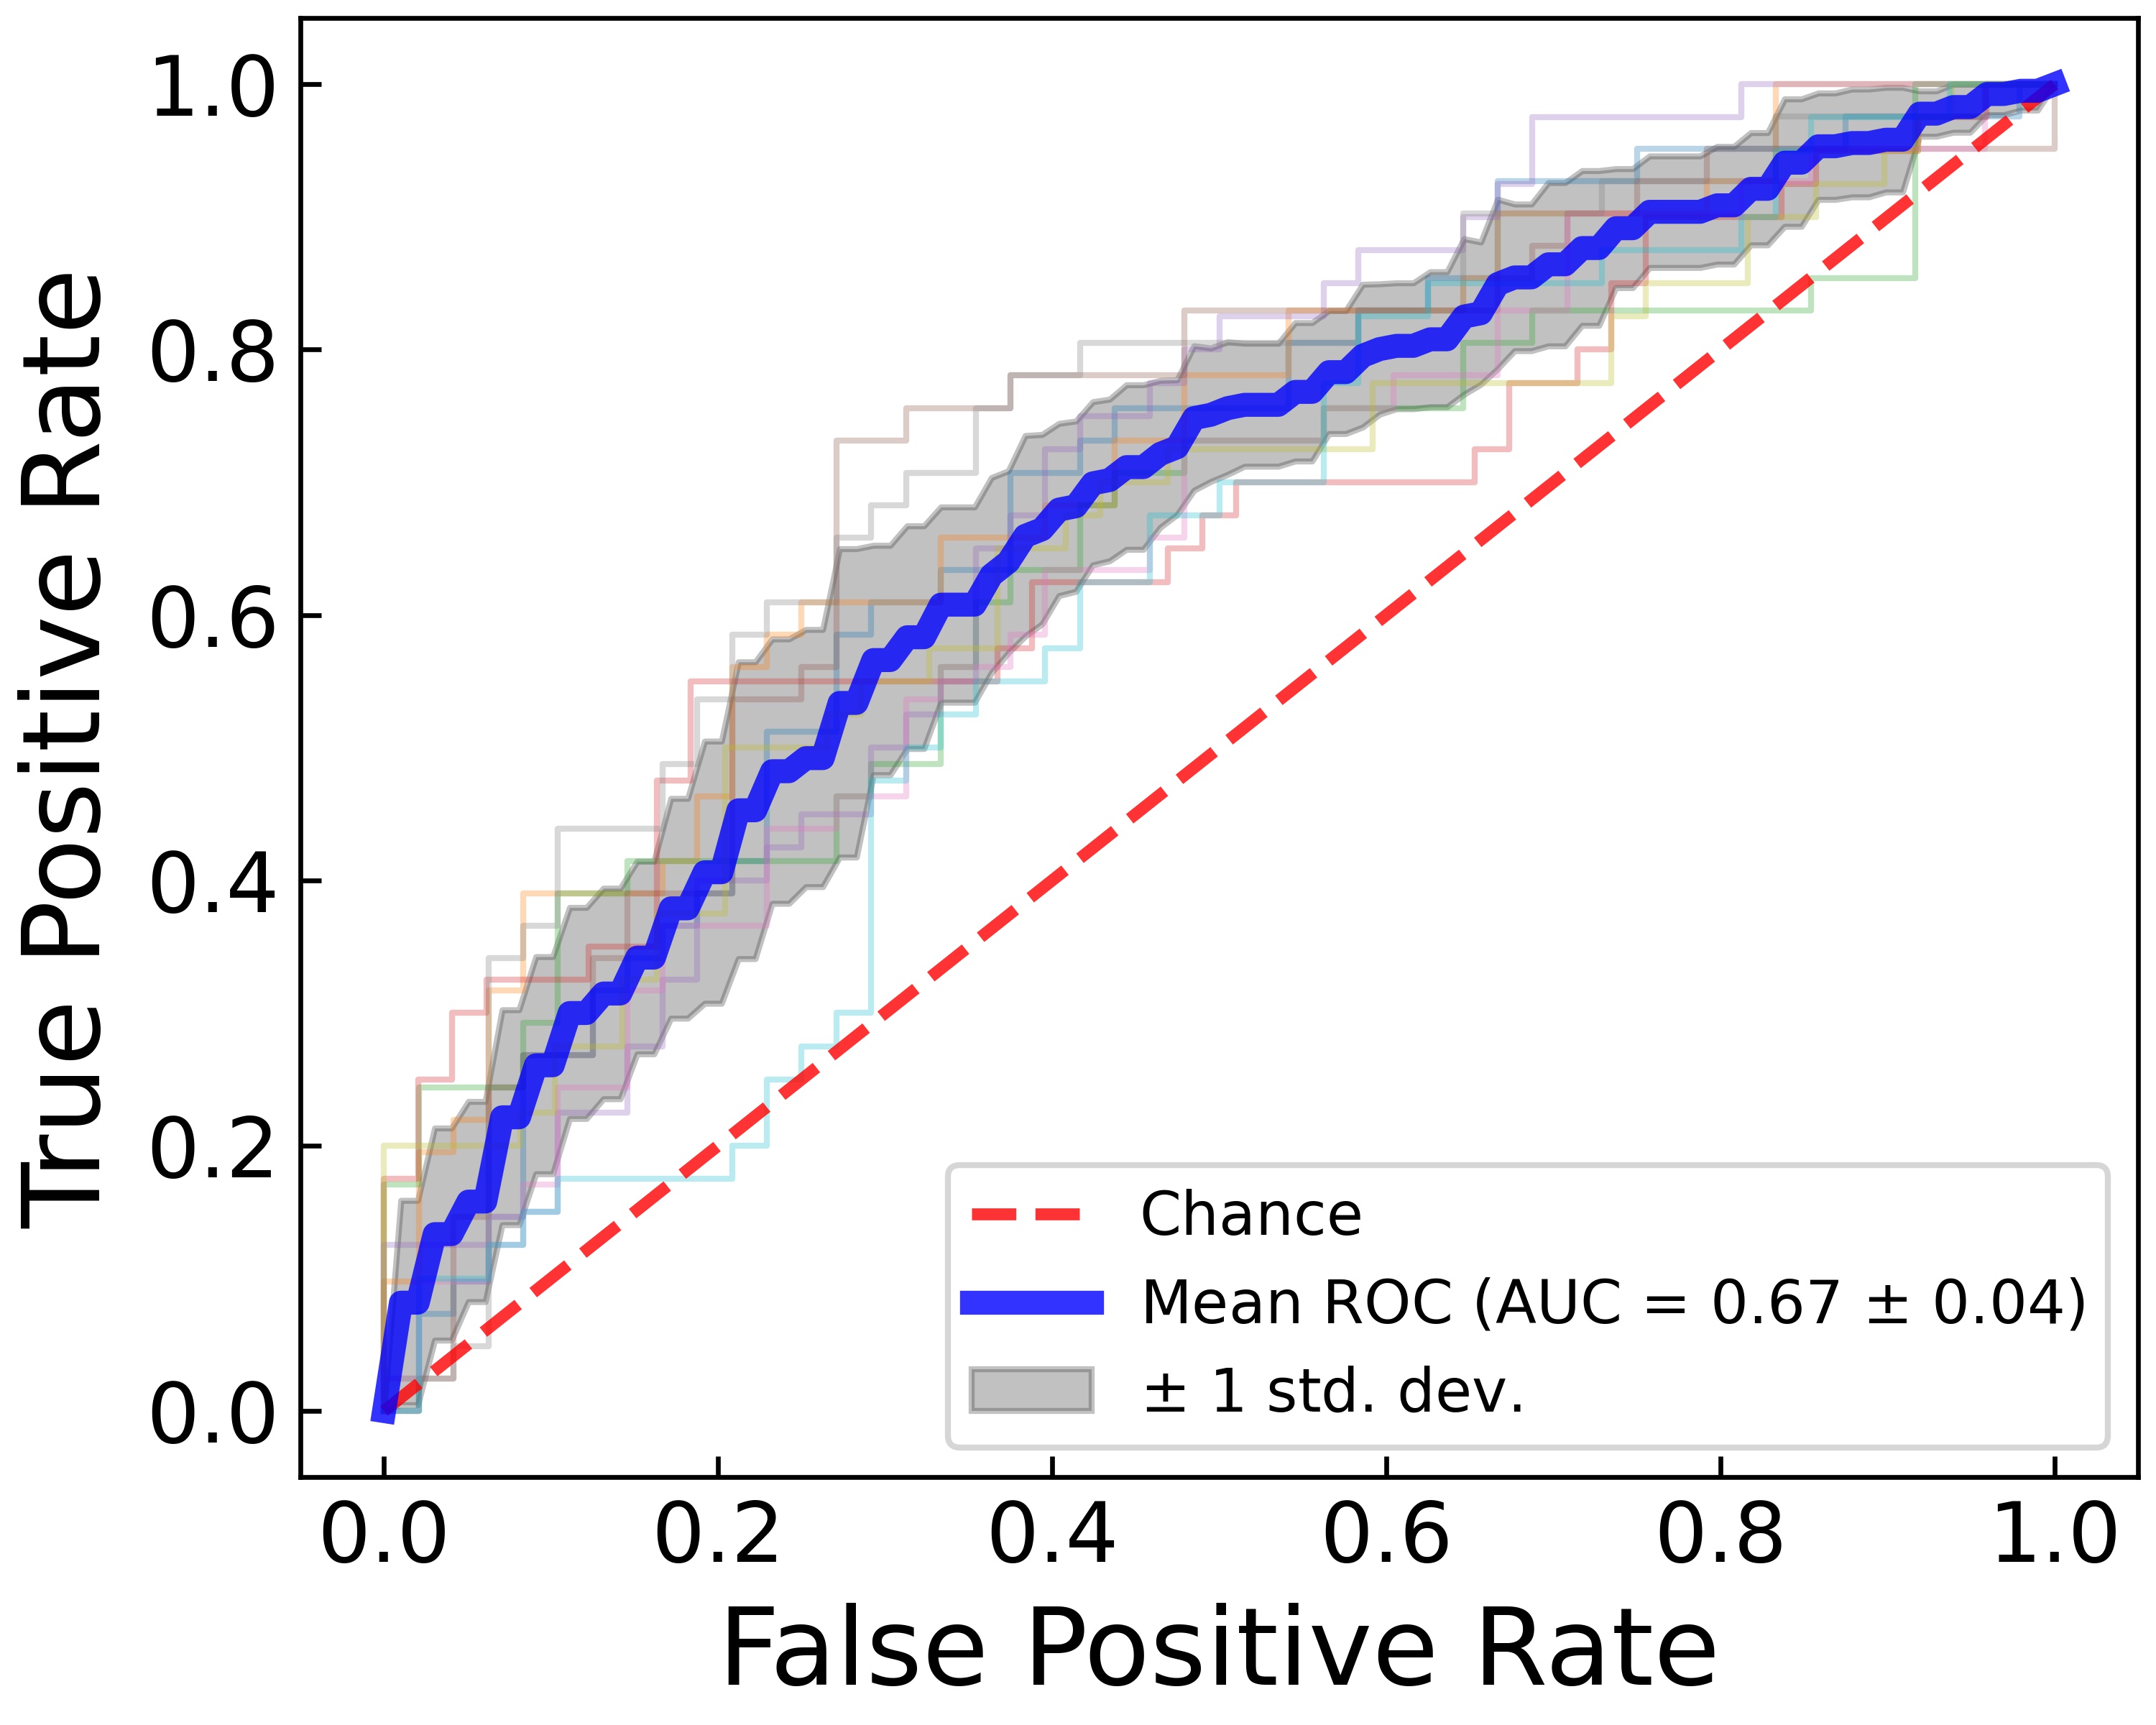 True Positive Rate
1.0
0.8
0.6
0.4
0.2
0.0
Chance
Mean ROC (AUC = 0.67 ± 0.04)
± 1 std. dev.
0.0 0.2 0.4 0.6 0.8 1.0
False Positive Rate